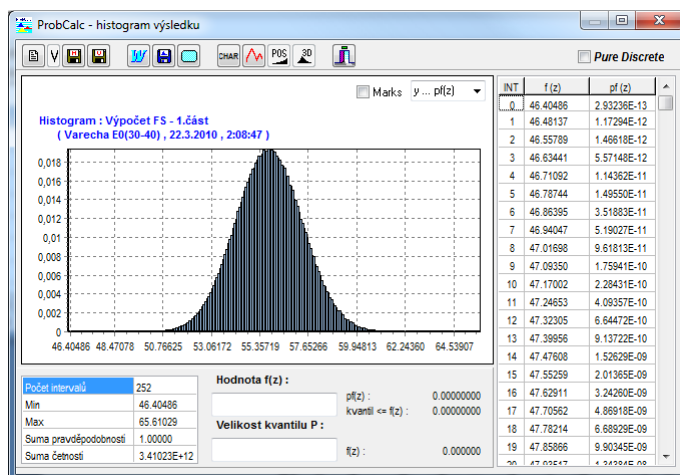 ProbCalc - histogram výsledku
CHAR POS 3D Pure Discrete
Marks y ... pf(z)
Histogram : Výpočet FS - 1.část
( Varecha E0(30-40) , 22.3.2010 , 2:08:47 )
0,018
0,016
0,014
0,012
0,01
0,008
0,006
0,004
0,002
0
46.40486 48.47078 50.76625 53.06172 55.35719 57.65266 59.94813 62.24360 64.53907
Počet intervalů 252
Min 46.40486
Max 65.61029
Suma pravděpodobnosti 1.00000
Suma četnosti 3.41023E+12
Hodnota f(z) :
pf(z) : 0.00000000
kvantil <= f(z) : 0.00000000
Velikost kvantilu P :
f(z) : 0.000000
INT f (z) pf (z)
0 46.40486 2.93236E-13
1 46.48137 1.17294E-12
2 46.55789 1.46618E-12
3 46.63441 5.57148E-12
4 46.71092 1.14362E-11
5 46.78744 1.49550E-11
6 46.86395 3.51883E-11
7 46.94047 5.19027E-11
8 47.01698 9.61813E-11
9 47.09350 1.75941E-10
10 47.17002 2.28431E-10
11 47.24653 4.09357E-10
12 47.32305 6.64472E-10
13 47.39956 9.13722E-10
14 47.47608 1.52629E-09
15 47.55259 2.01365E-09
16 47.62911 3.24260E-09
17 47.70562 4.86918E-09
18 47.78214 6.68929E-09
19 47.85866 9.90345E-09
20 47.93517 1.34384E-08